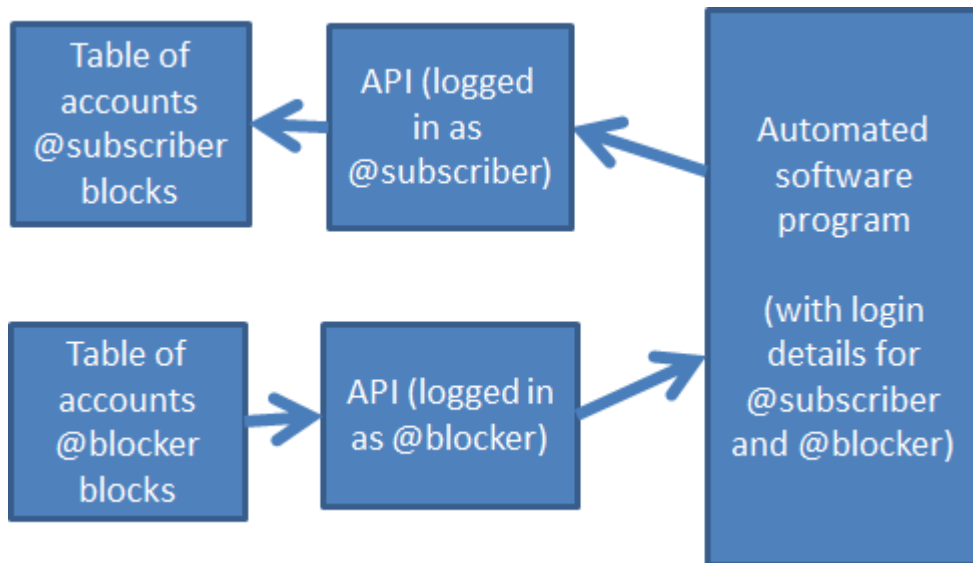 Table of
accounts
@subscriber
blocks
API (logged
in as
@subscriber)
Automated
software
program
(with login
details for
@subscriber
and @blocker)
Table of
accounts
@blocker
blocks
API (logged in
as @blocker)